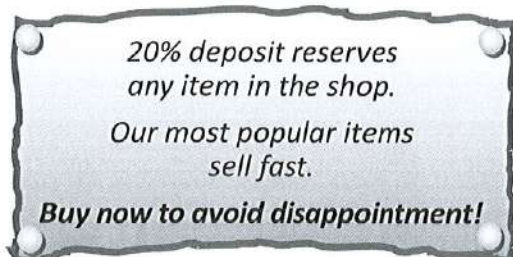 20% deposit reserves
any item in the shop.
Our most popular items
sell fast.
Buy now to avoid disappointment!